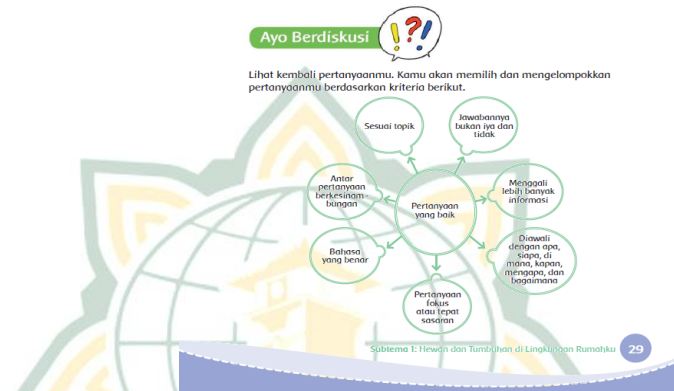 Ayo Berdiskusi
Lihat kembali pertanyaanmu. Kamu akan memilih dan mengelompokkan
pertanyaanmu berdasarkan kriteria berikut.
Sesuai topik
Jawabannya
bukan iya dan
tidak
Antar
pertanyaan
berkesinam-
bungan
Pertanyaan
yang baik
Menggali
lebih banyak
informasi
Bahasa
yang benar
Diawali
dengan apa,
siapa, di
mana, kapan,
mengapa, dan
bagaimana
Pertanyaan
fokus
atau tepat
sasaran
Subtema 1: Hewan dan Tumbuhan di Lingkungan Rumahku
29